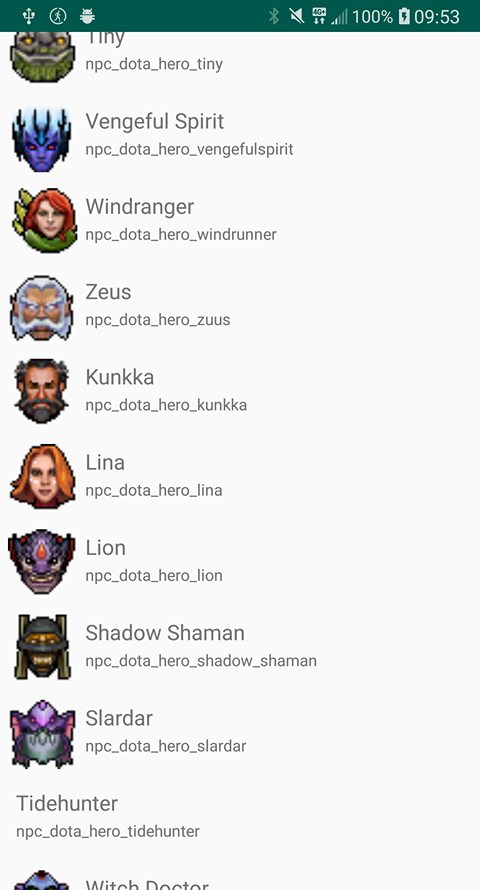 4G+ 100% 09:53
Tiny
npc_dota_hero_tiny
Vengeful Spirit
npc_dota_hero_vengefulspirit
Windranger
npc_dota_hero_windrunner
Zeus
npc_dota_hero_zuus
Kunkka
npc_dota_hero_kunkka
Lina
npc_dota_hero_lina
Lion
npc_dota_hero_lion
Shadow Shaman
npc_dota_hero_shadow_shaman
Slardar
npc_dota_hero_slardar
Tidehunter
npc_dota_hero_tidehunter
Witch Doctor